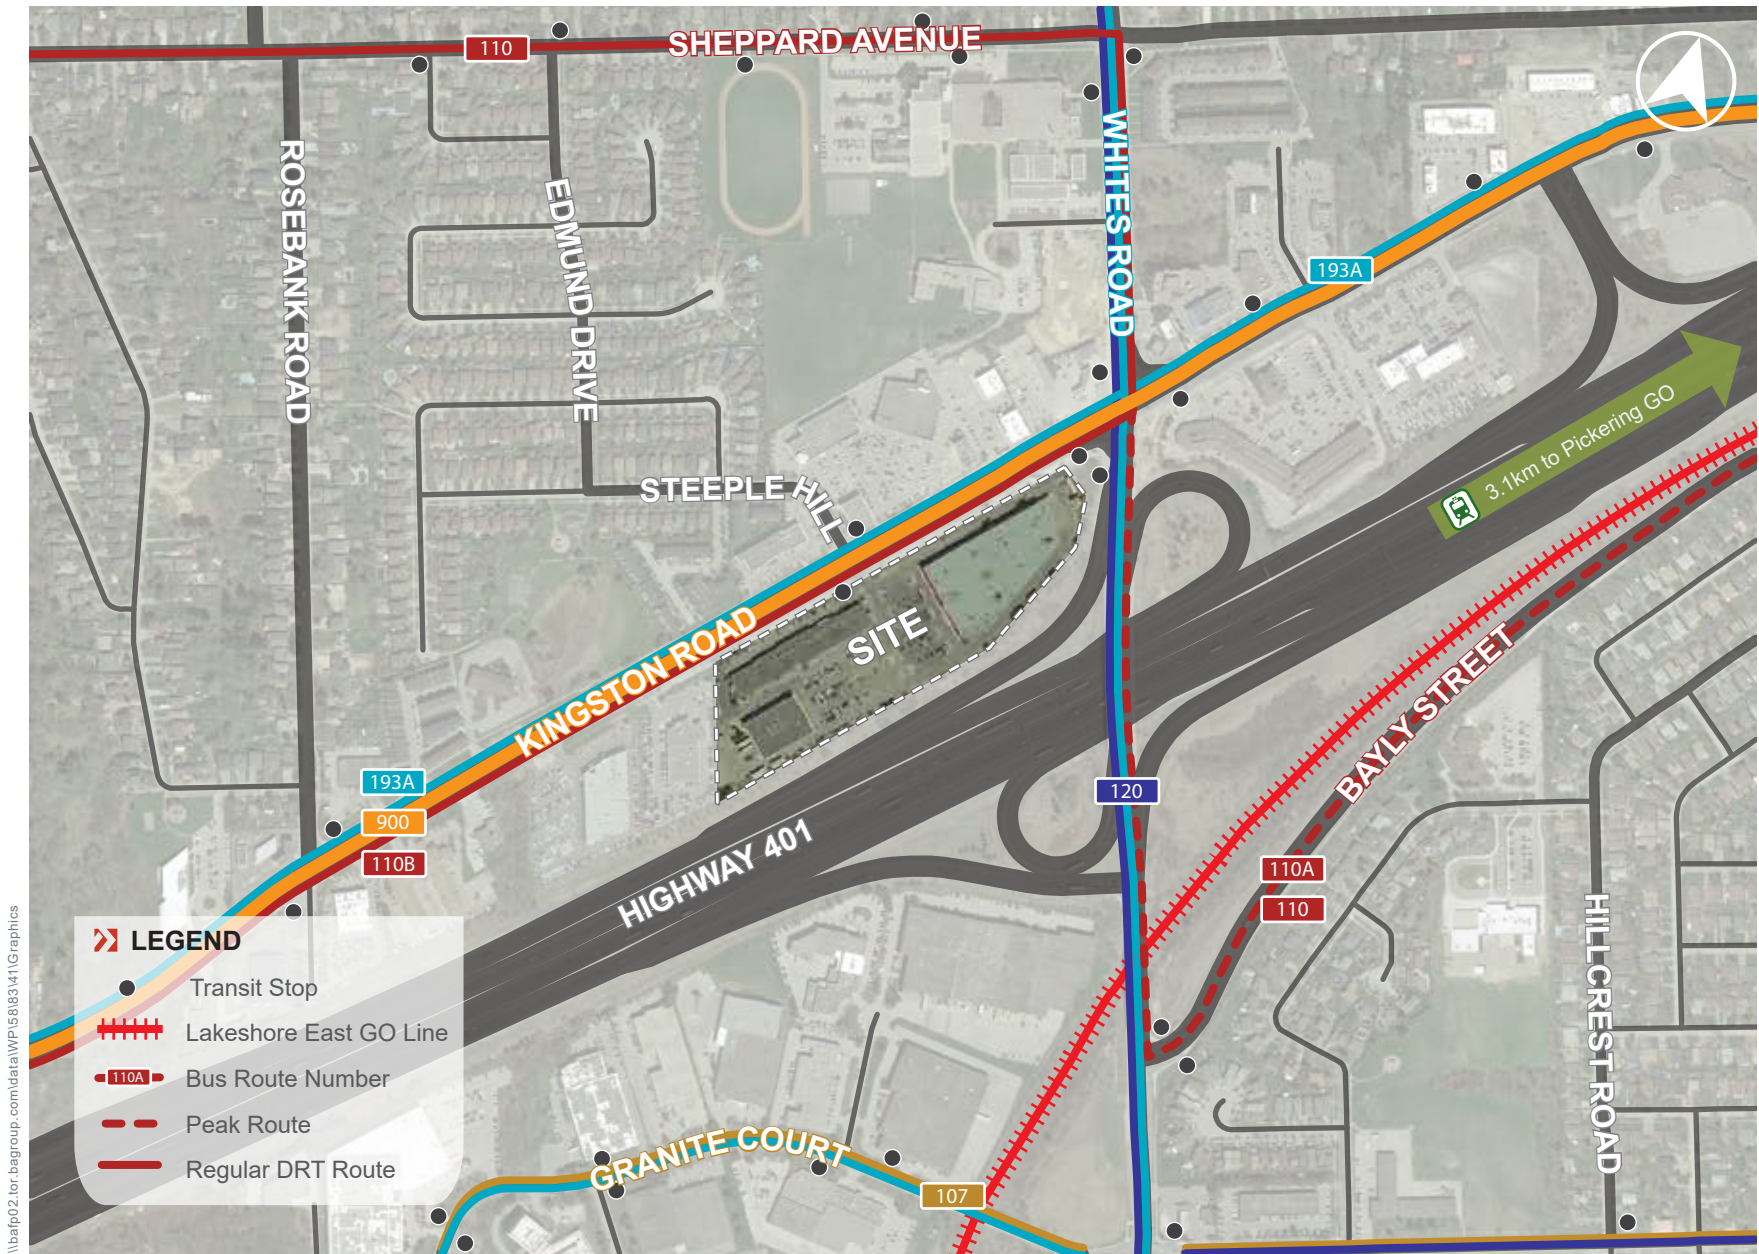 110
SHEPPARD AVENUE
WHITES ROAD
ROSEBANK ROAD
EDMUND DRIVE
193A
3.1km to Pickering GO
STEEPLE HILL
SITE
KINGSTON ROAD
BAYLY STREET
193A
900
110B
120
HIGHWAY 401
110A
110
HILLCREST ROAD
LEGEND
Transit Stop
Lakeshore East GO Line
110A
Bus Route Number
Peak Route
Regular DRT Route
GRANITE COURT
107
\\bafp02.tor.bagroup.com\data\WP\58\83\41\Graphics